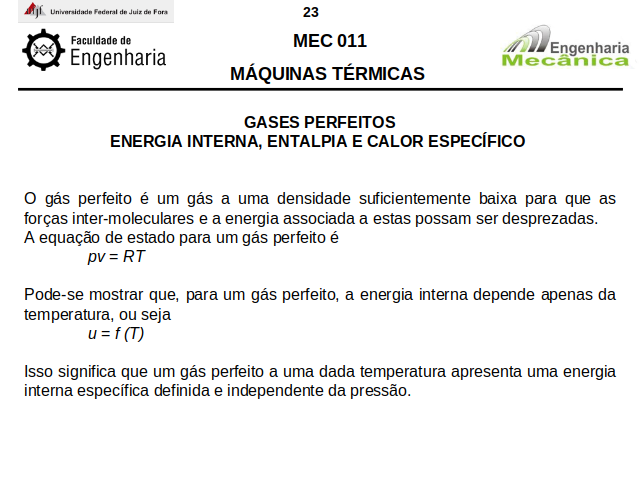 ufjf Universidade Federal de Juiz de Fora
23
Faculdade de
Engenharia
MEC 011
Engenharia
Mecânica
MÁQUINAS TÉRMICAS
GASES PERFEITOS
ENERGIA INTERNA, ENTALPIA E CALOR ESPECÍFICO
O gás perfeito é um gás a uma densidade suficientemente baixa para que as
forças inter-moleculares e a energia associada a estas possam ser desprezadas.
A equação de estado para um gás perfeito é
pv = RT
Pode-se mostrar que, para um gás perfeito, a energia interna depende apenas da
temperatura, ou seja
u = f (T)
Isso significa que um gás perfeito a uma dada temperatura apresenta uma energia
interna específica definida e independente da pressão.